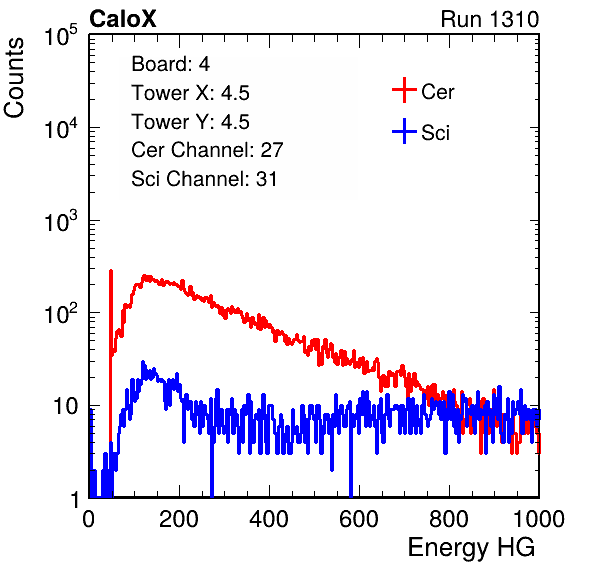 CaloX Run 1310
Counts
10^5
10^4
10^3
10^2
10
1
Board: 4
Tower X: 4.5
Tower Y: 4.5
Cer Channel: 27
Sci Channel: 31
Cer
Sci
0 200 400 600 800 1000
Energy HG